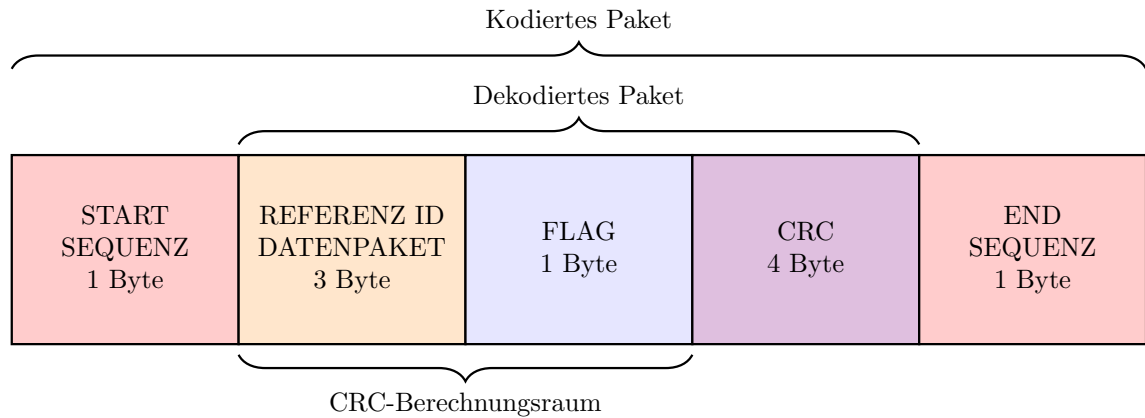 Kodiertes Paket
Dekodiertes Paket
START
SEQUENZ
1 Byte
REFERENZ ID
DATENPAKET
3 Byte
FLAG
1 Byte
CRC
4 Byte
END
SEQUENZ
1 Byte
CRC-Berechnungsraum